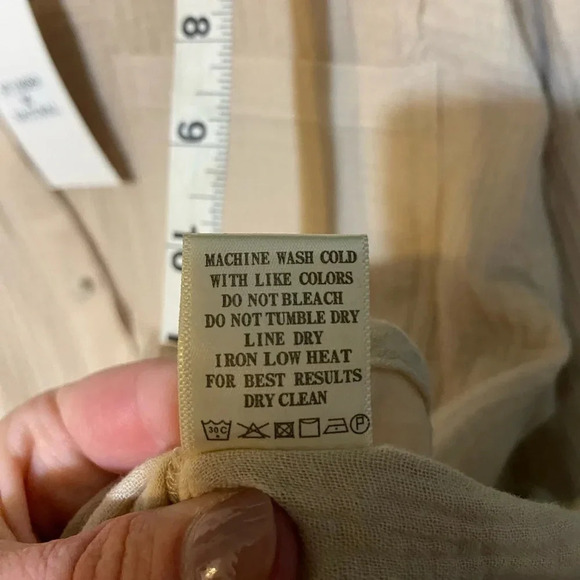 8
9
MACHINE WASH COLD
WITH LIKE COLORS
DO NOT BLEACH
DO NOT TUMBLE DRY
LINE DRY
IRON LOW HEAT
FOR BEST RESULTS
DRY CLEAN
30 C P